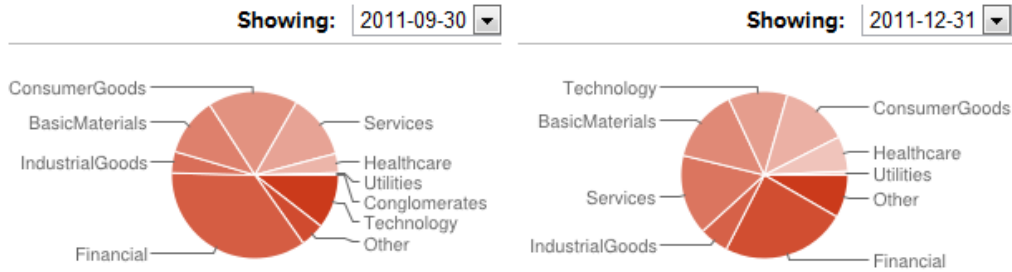 Showing: 2011-09-30
ConsumerGoods
BasicMaterials
IndustrialGoods
Financial
Services
Healthcare
Utilities
Conglomerates
Technology
Other
Showing: 2011-12-31
Technology
BasicMaterials
Services
IndustrialGoods
ConsumerGoods
Healthcare
Utilities
Other
Financial